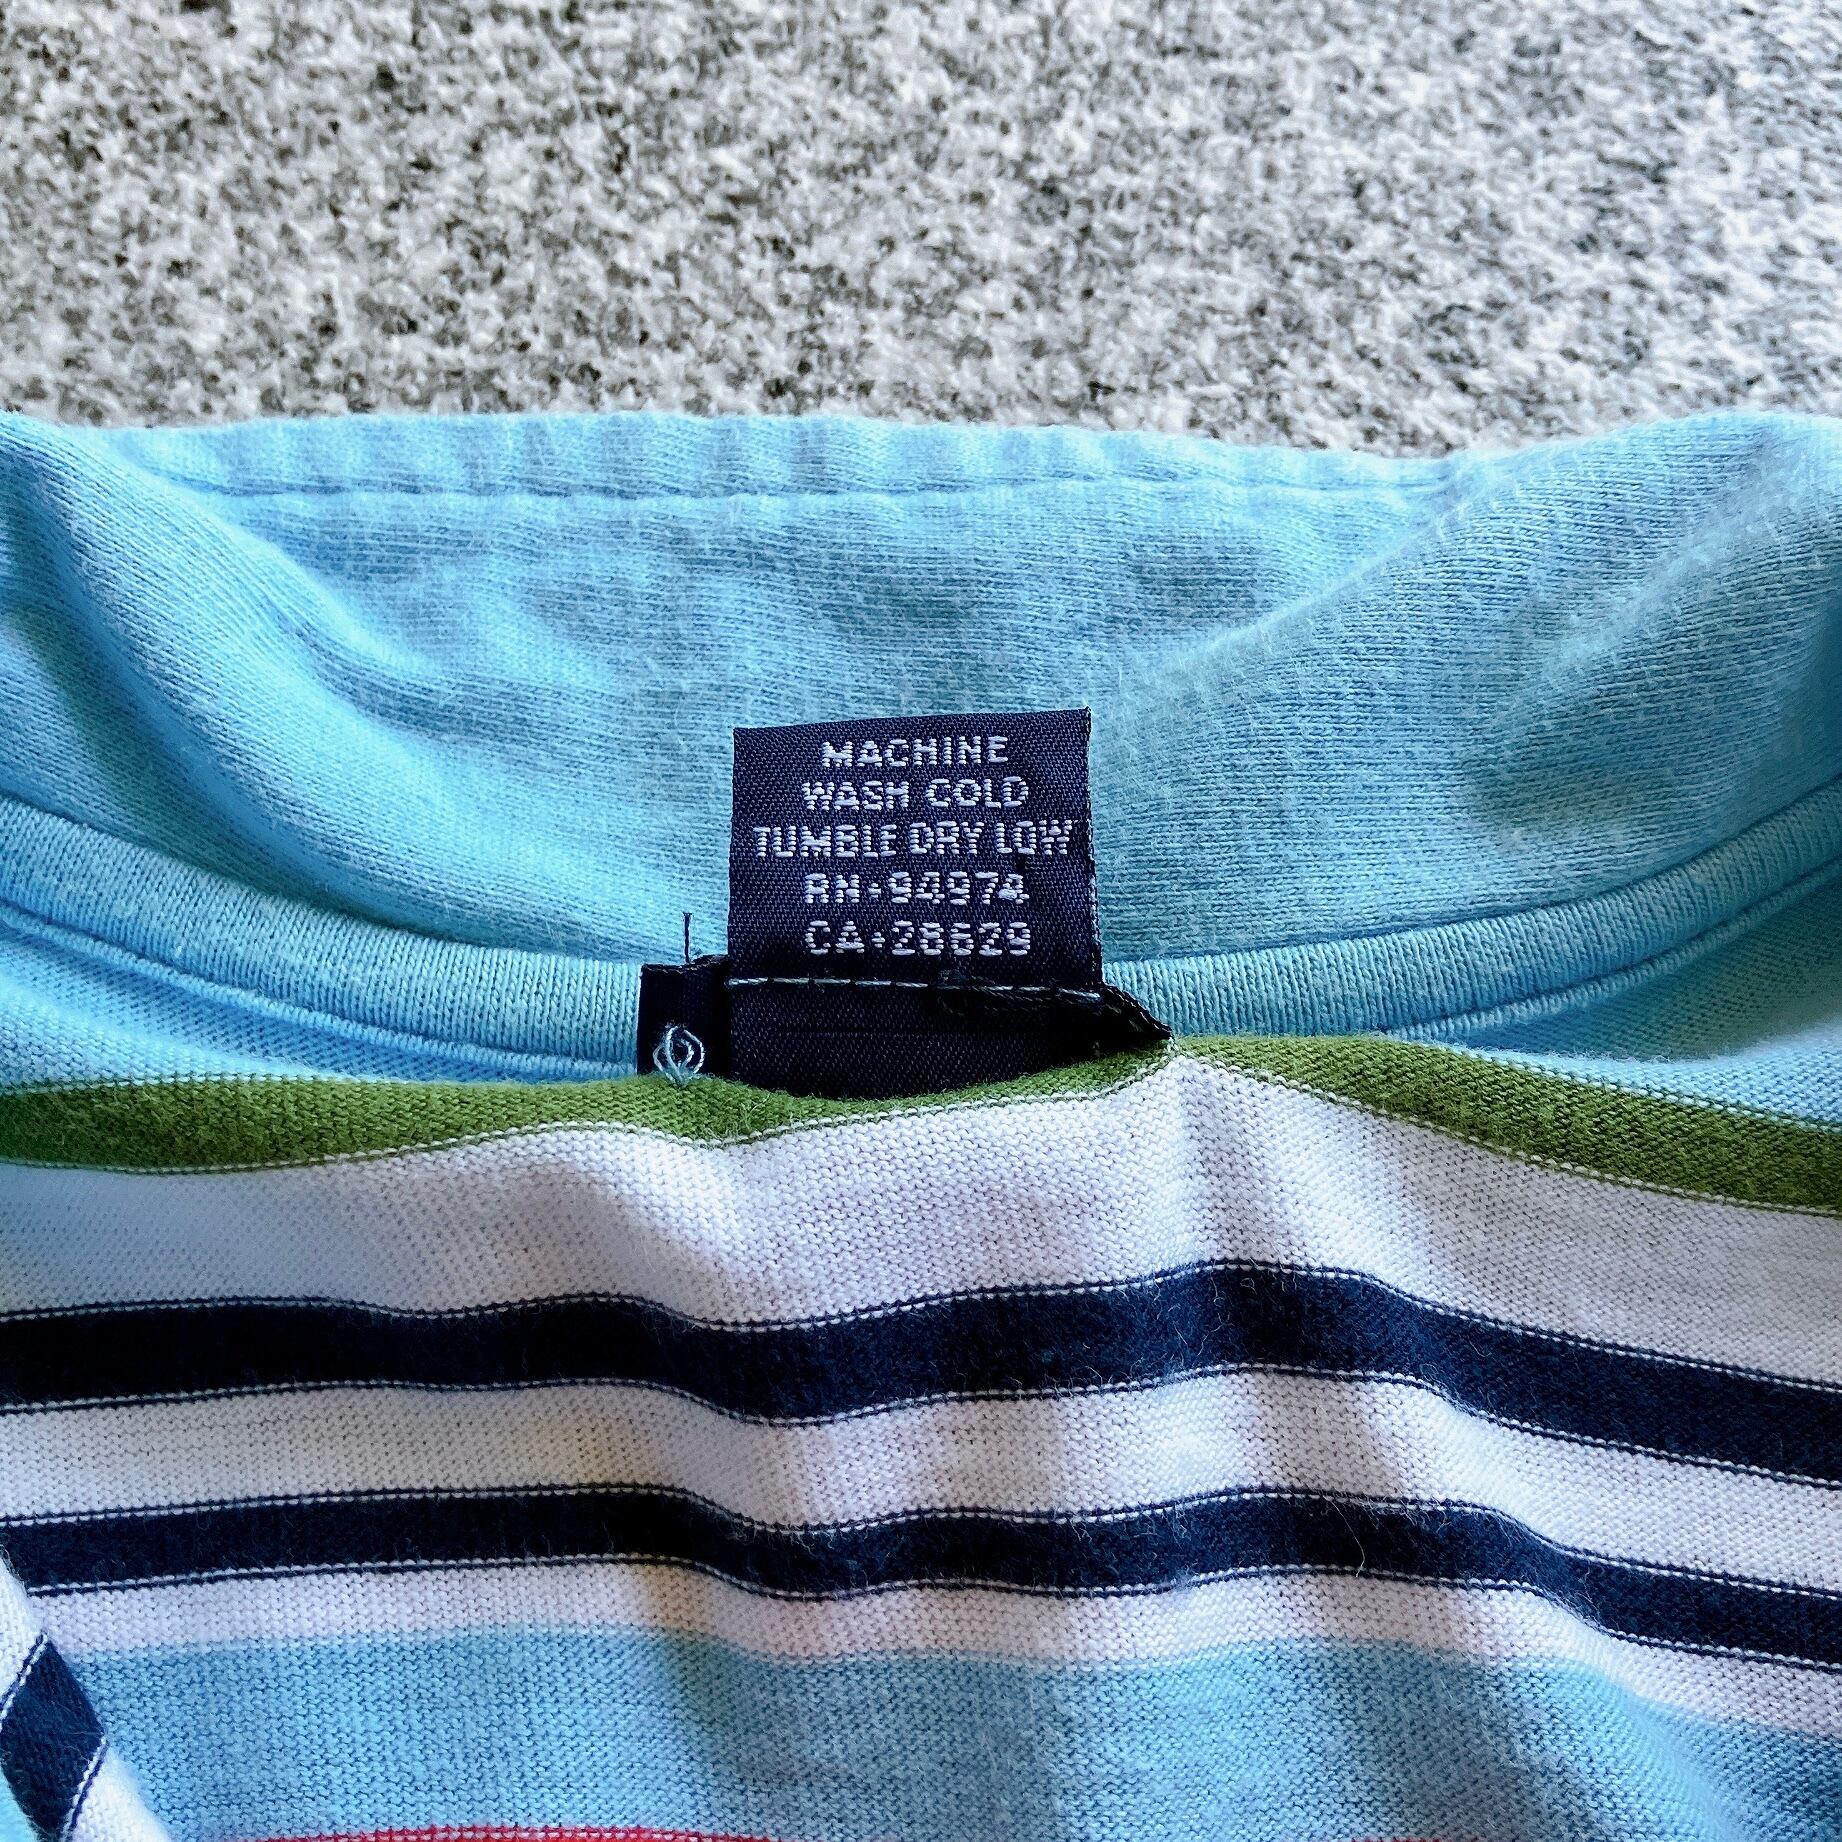 MACHINE
WASH COLD
TUMBLE DRY LOW
RN·94974
CA·28629